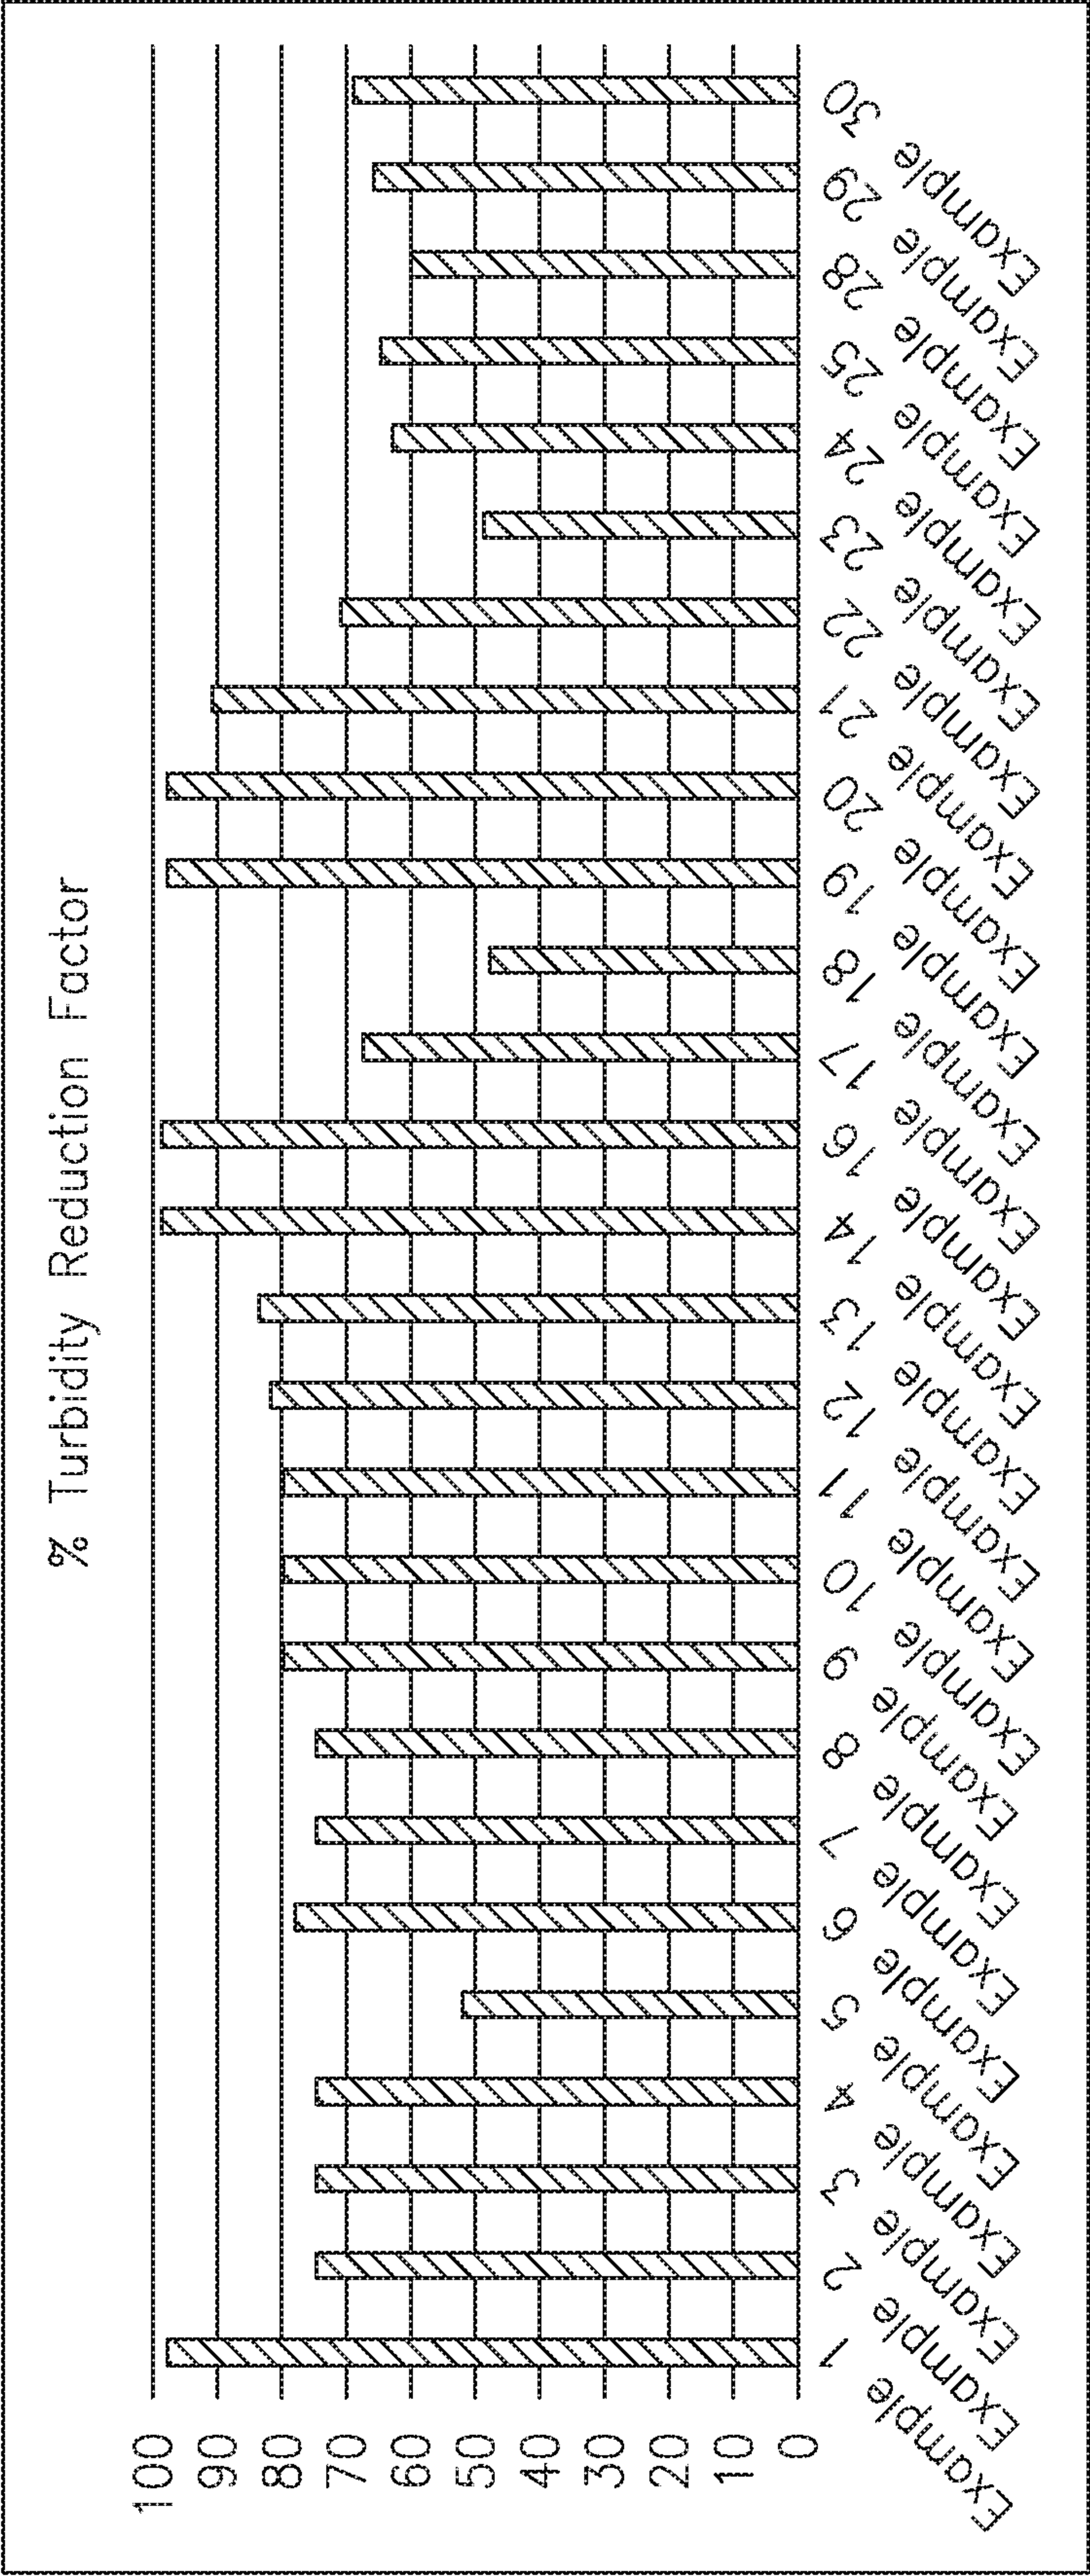 % Turbidity Reduction Factor
100
90
80
70
60
50
40
30
20
10
0
Example 1
Example 2
Example 3
Example 4
Example 5
Example 6
Example 7
Example 8
Example 9
Example 10
Example 11
Example 12
Example 13
Example 14
Example 16
Example 17
Example 18
Example 19
Example 20
Example 21
Example 22
Example 23
Example 24
Example 25
Example 28
Example 29
Example 30